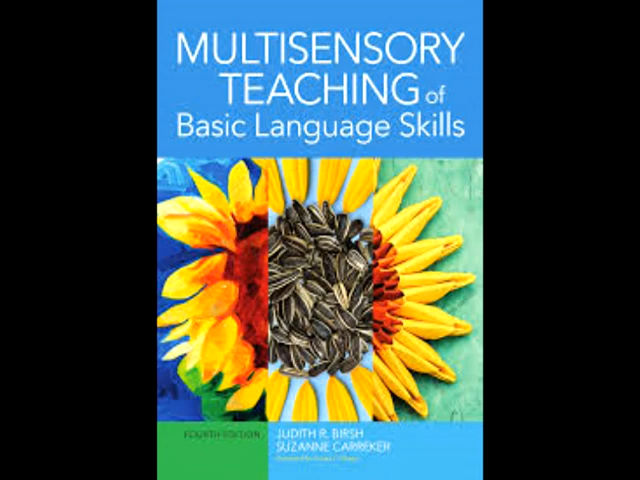 MULTISENSORY
TEACHING of
Basic Language Skills
FOURTH EDITION
JUDITH R. BIRSH
SUZANNE CARREKER